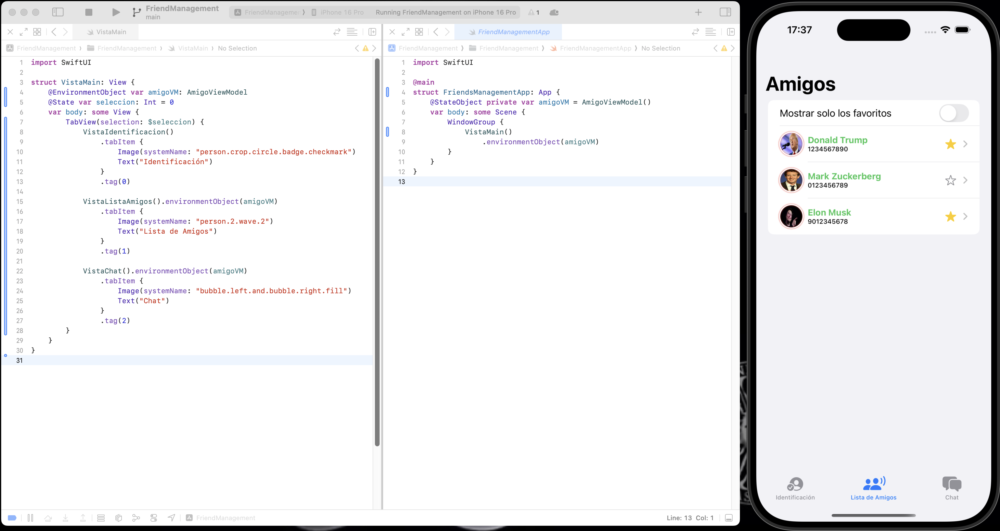 FriendManagement
main
FriendManagemer
iPhone 16 Pro
Running FriendManagement on iPhone 16 Pro
1
VistaMain
FriendManagement
FriendManagement
VistaMain
No Selection
1 import SwiftUI
2
3 struct VistaMain: View {
4 @EnvironmentObject var amigoVM: AmigoViewModel
5 @State var seleccion: Int = 0
6 var body: some View {
7 TabView(selection: $seleccion) {
8 VistaIdentificacion()
9 .tabItem {
10 Image(systemName: "person.crop.circle.badge.checkmark")
11 Text("Identificación")
12 }
13 .tag(0)
14
15 VistaListaAmigos().environmentObject(amigoVM)
16 .tabItem {
17 Image(systemName: "person.2.wave.2")
18 Text("Lista de Amigos")
19 }
20 .tag(1)
21
22 VistaChat().environmentObject(amigoVM)
23 .tabItem {
24 Image(systemName: "bubble.left.and.bubble.right.fill")
25 Text("Chat")
26 }
27 .tag(2)
28 }
29 }
30 }
31
FriendManagementApp
FriendManagement
FriendManagement
FriendManagementApp
No Selection
1 import SwiftUI
2
3 @main
4 struct FriendsManagementApp: App {
5 @StateObject private var amigoVM = AmigoViewModel()
6 var body: some Scene {
7 WindowGroup {
8 VistaMain()
9 .environmentObject(amigoVM)
10 }
11 }
12 }
13
FriendManagement
Line: 13 Col: 1
17:37
Amigos
Mostrar solo los favoritos
Donald Trump
1234567890
Mark Zuckerberg
0123456789
Elon Musk
9012345678
Identificación
Lista de Amigos
Chat